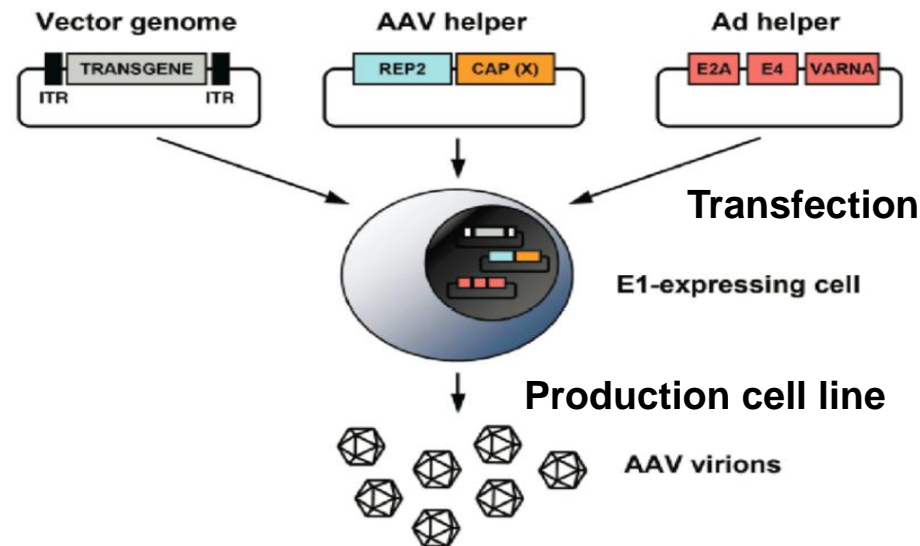 Vector genome
AAV helper
Ad helper
TRANSGENE
REP2
CAP (X)
E2A
E4
VARNA
ITR
ITR
Transfection
E1-expressing cell
Production cell line
AAV virions